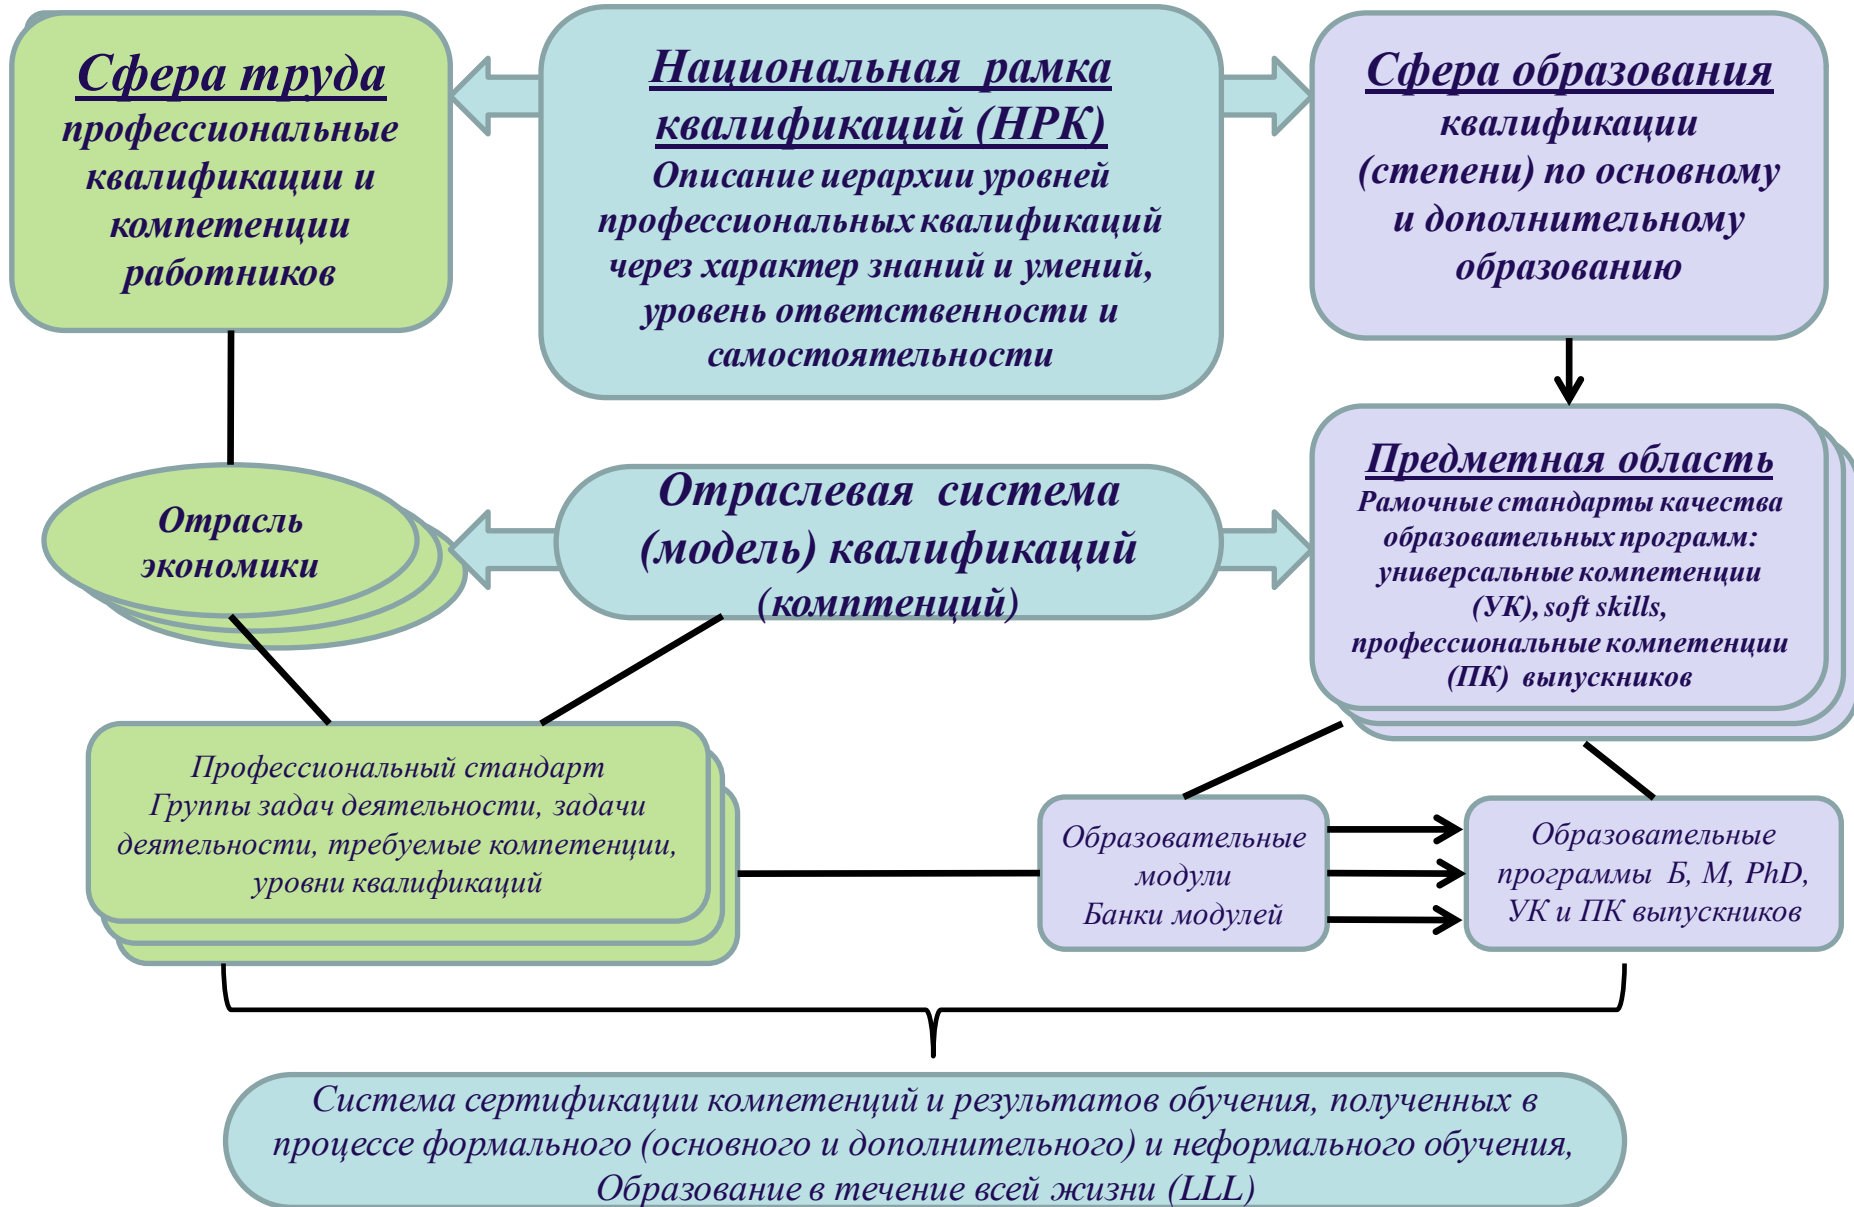 Сфера труда
профессиональные
квалификации и
компетенции
работников
Национальная рамка
квалификаций (НРК)
Описание иерархии уровней
профессиональных квалификаций
через характер знаний и умений,
уровень ответственности и
самостоятельности
Сфера образования
квалификации
(степени) по основному
и дополнительному
образованию
Отрасль
экономики
Отраслевая система
(модель) квалификаций
(комптенций)
Предметная область
Рамочные стандарты качества
образовательных программ:
универсальные компетенции
(УК), soft skills,
профессиональные компетенции
(ПК) выпускников
Профессиональный стандарт
Группы задач деятельности, задачи
деятельности, требуемые компетенции,
уровни квалификаций
Образовательные
модули
Банки модулей
Образовательные
программы Б, М, PhD,
УК и ПК выпускников
Система сертификации компетенций и результатов обучения, полученных в
процессе формального (основного и дополнительного) и неформального обучения,
Образование в течение всей жизни (LLL)